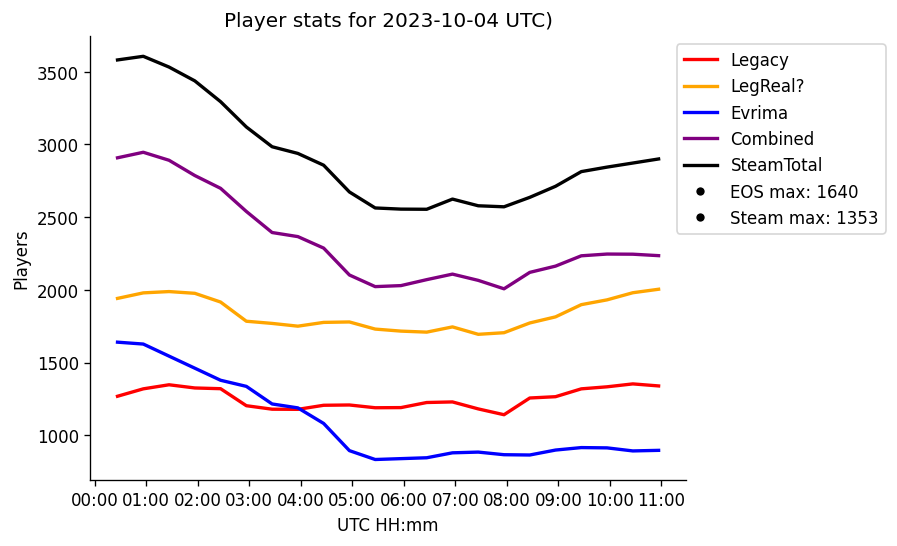 Player stats for 2023-10-04 UTC)
Legacy
LegReal?
Evrima
Combined
SteamTotal
EOS max: 1640
Steam max: 1353
Players
3500
3000
2500
2000
1500
1000
00:00 01:00 02:00 03:00 04:00 05:00 06:00 07:00 08:00 09:00 10:00 11:00
UTC HH:mm